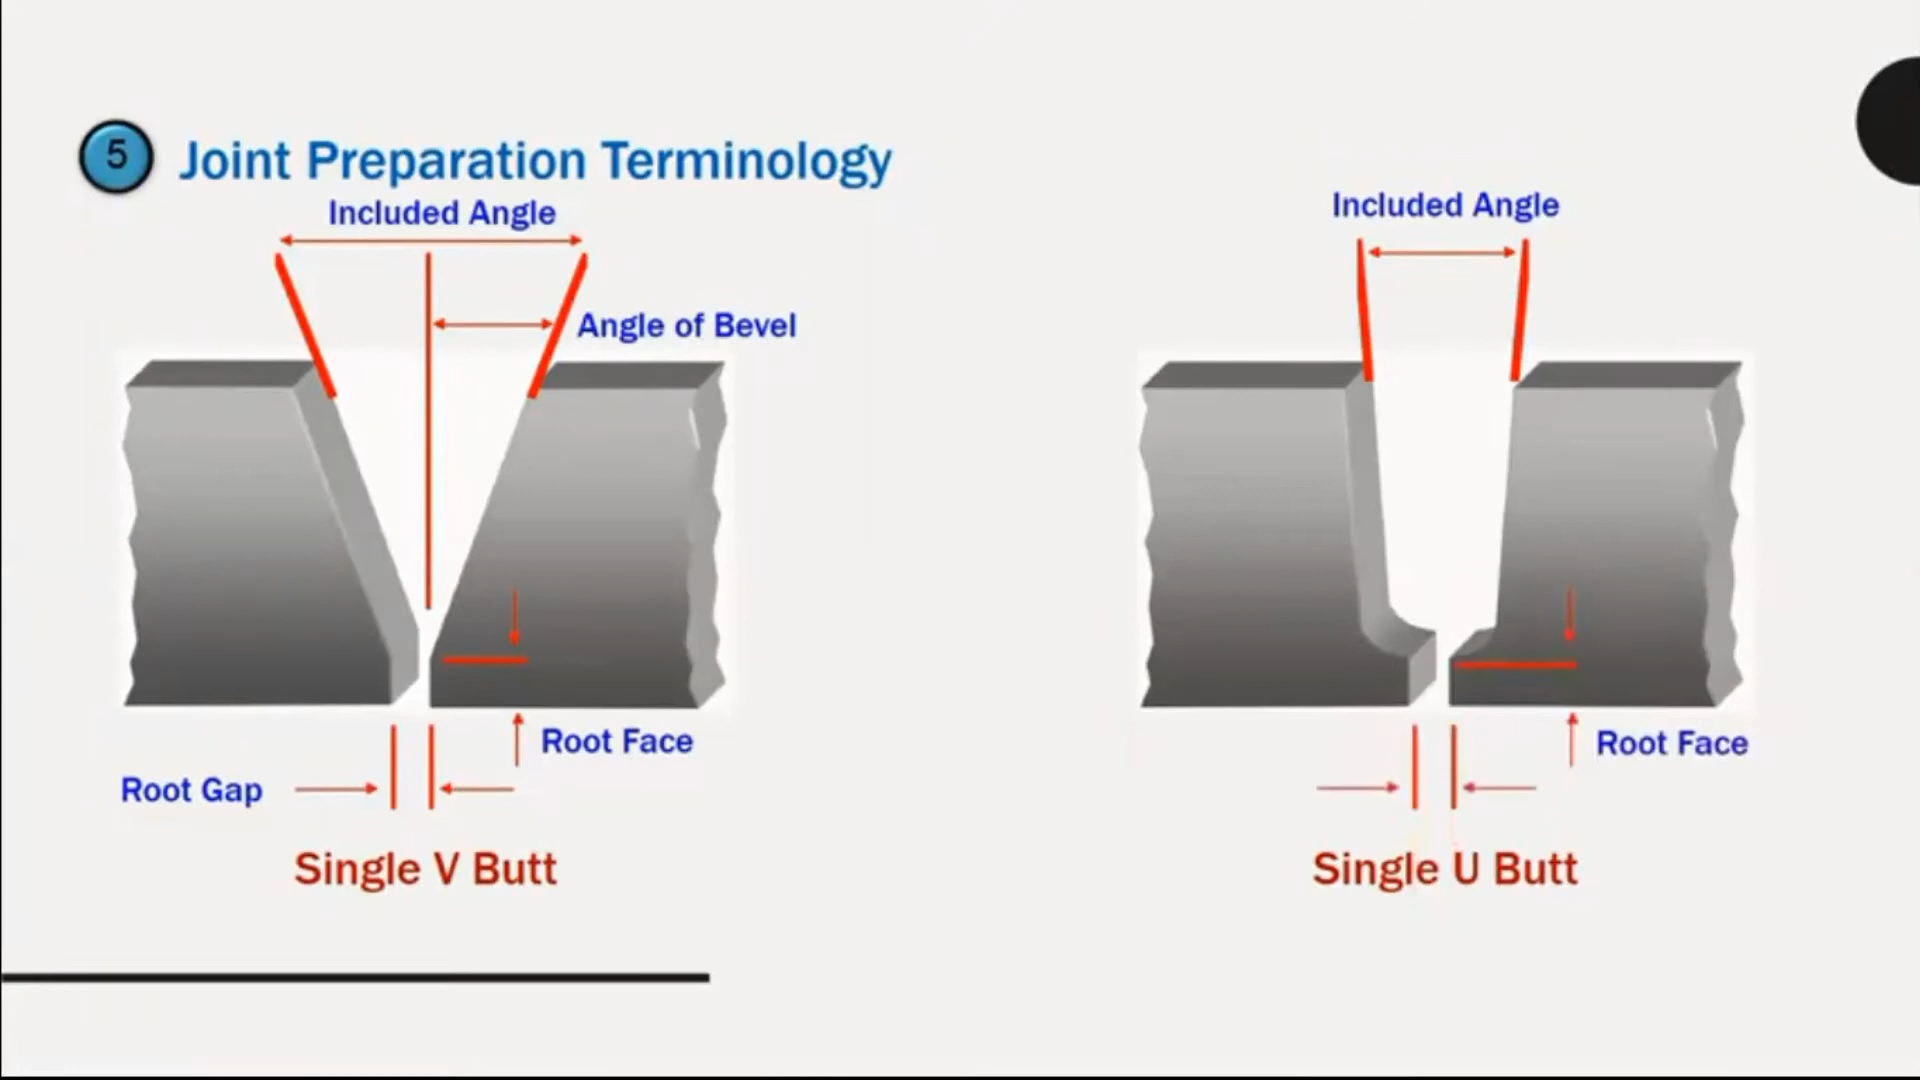 5
Joint Preparation Terminology
Included Angle
Angle of Bevel
Root Face
Root Gap
Single V Butt
Included Angle
Root Face
Single U Butt